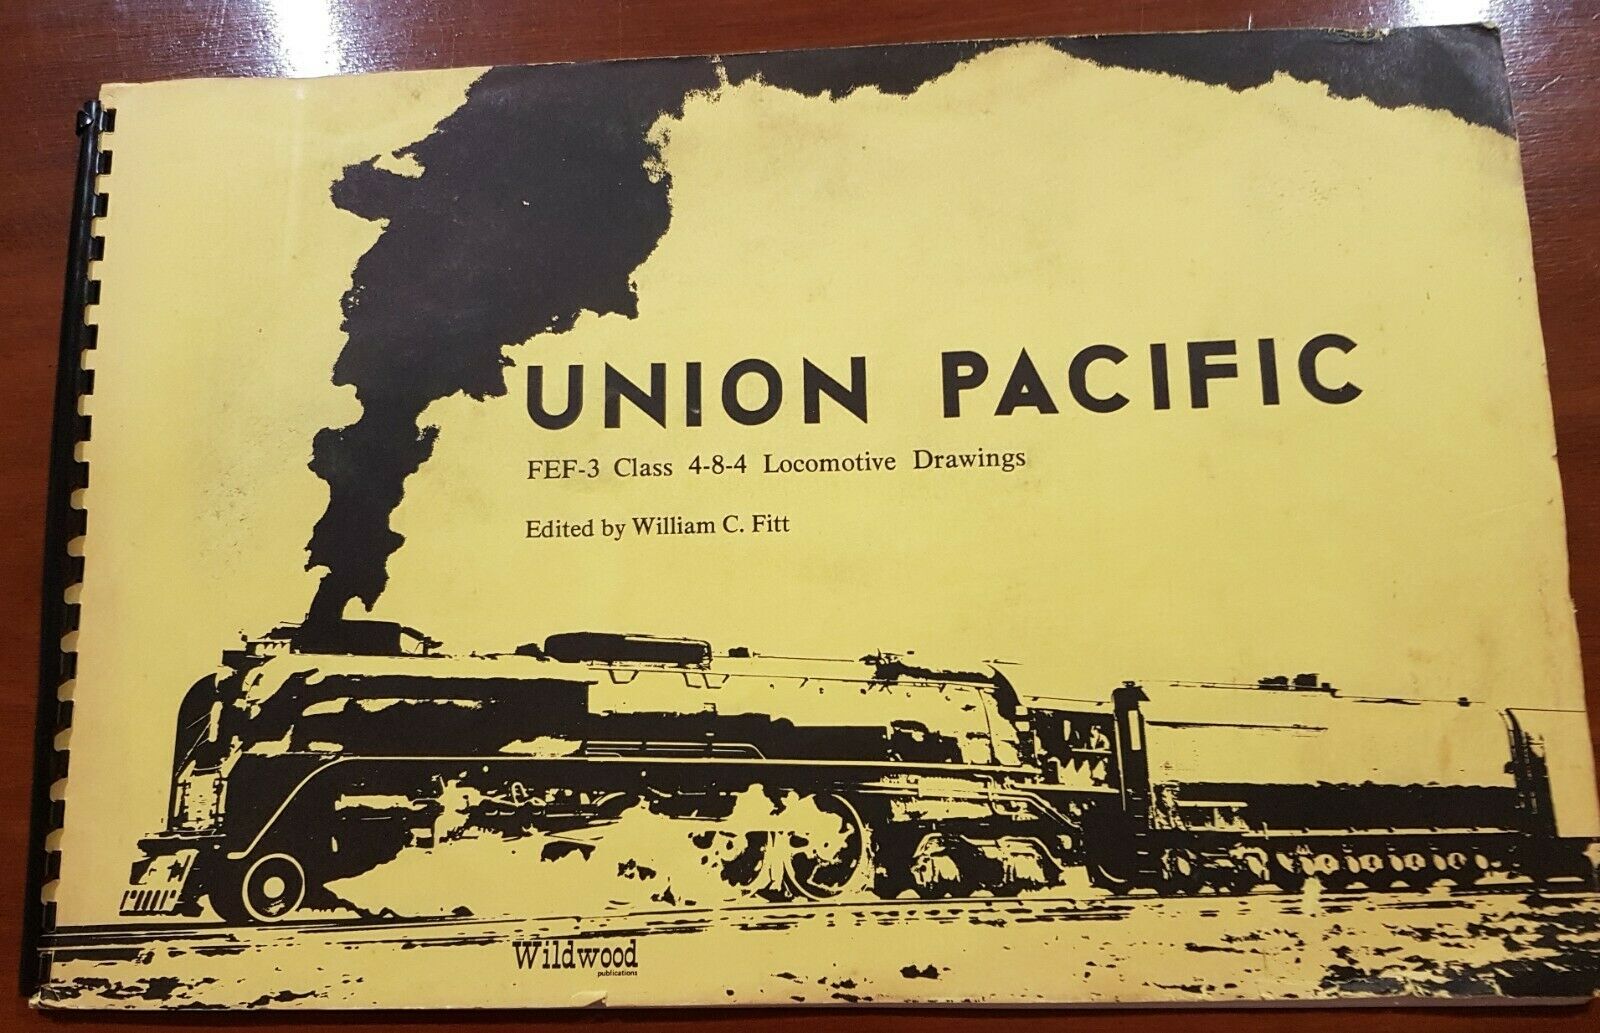 UNION PACIFIC
FEF-3 Class 4-8-4 Locomotive Drawings
Edited by William C. Fitt
Wildwood
publications